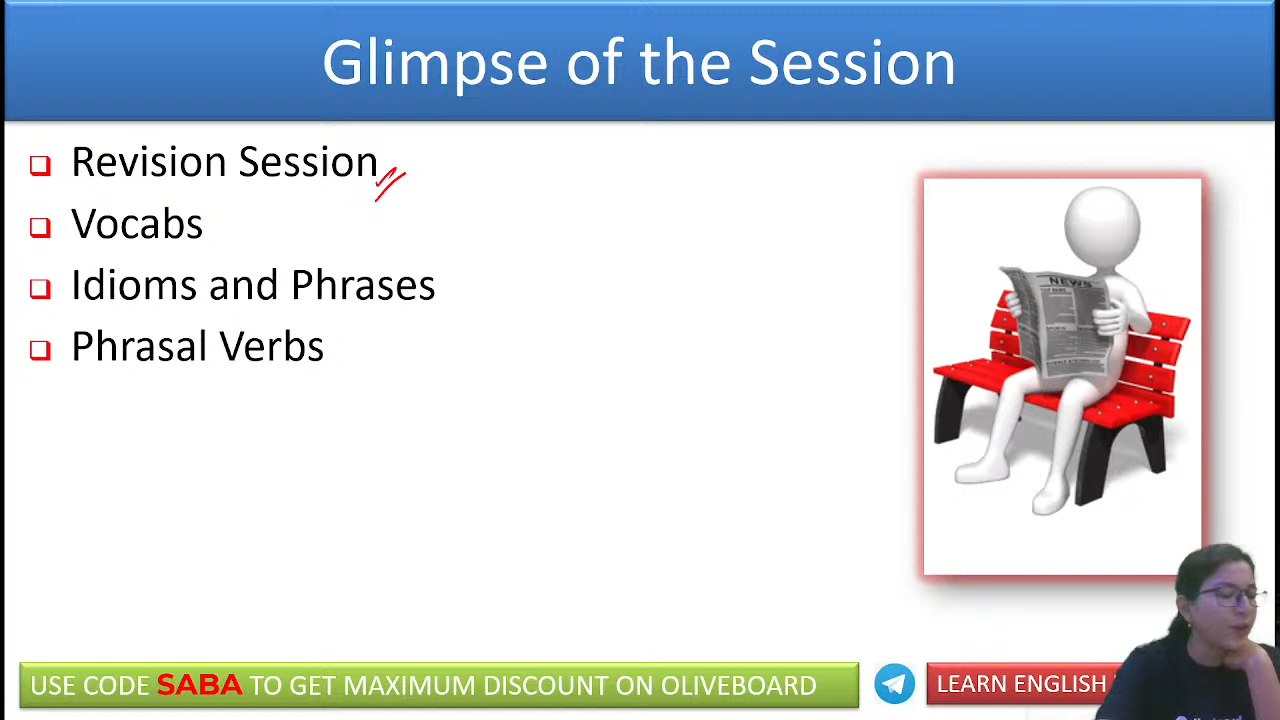 Glimpse of the Session
Revision Session
Vocabs
Idioms and Phrases
Phrasal Verbs
NEWS
USE CODE SABA TO GET MAXIMUM DISCOUNT ON OLIVEBOARD
LEARN ENGLISH